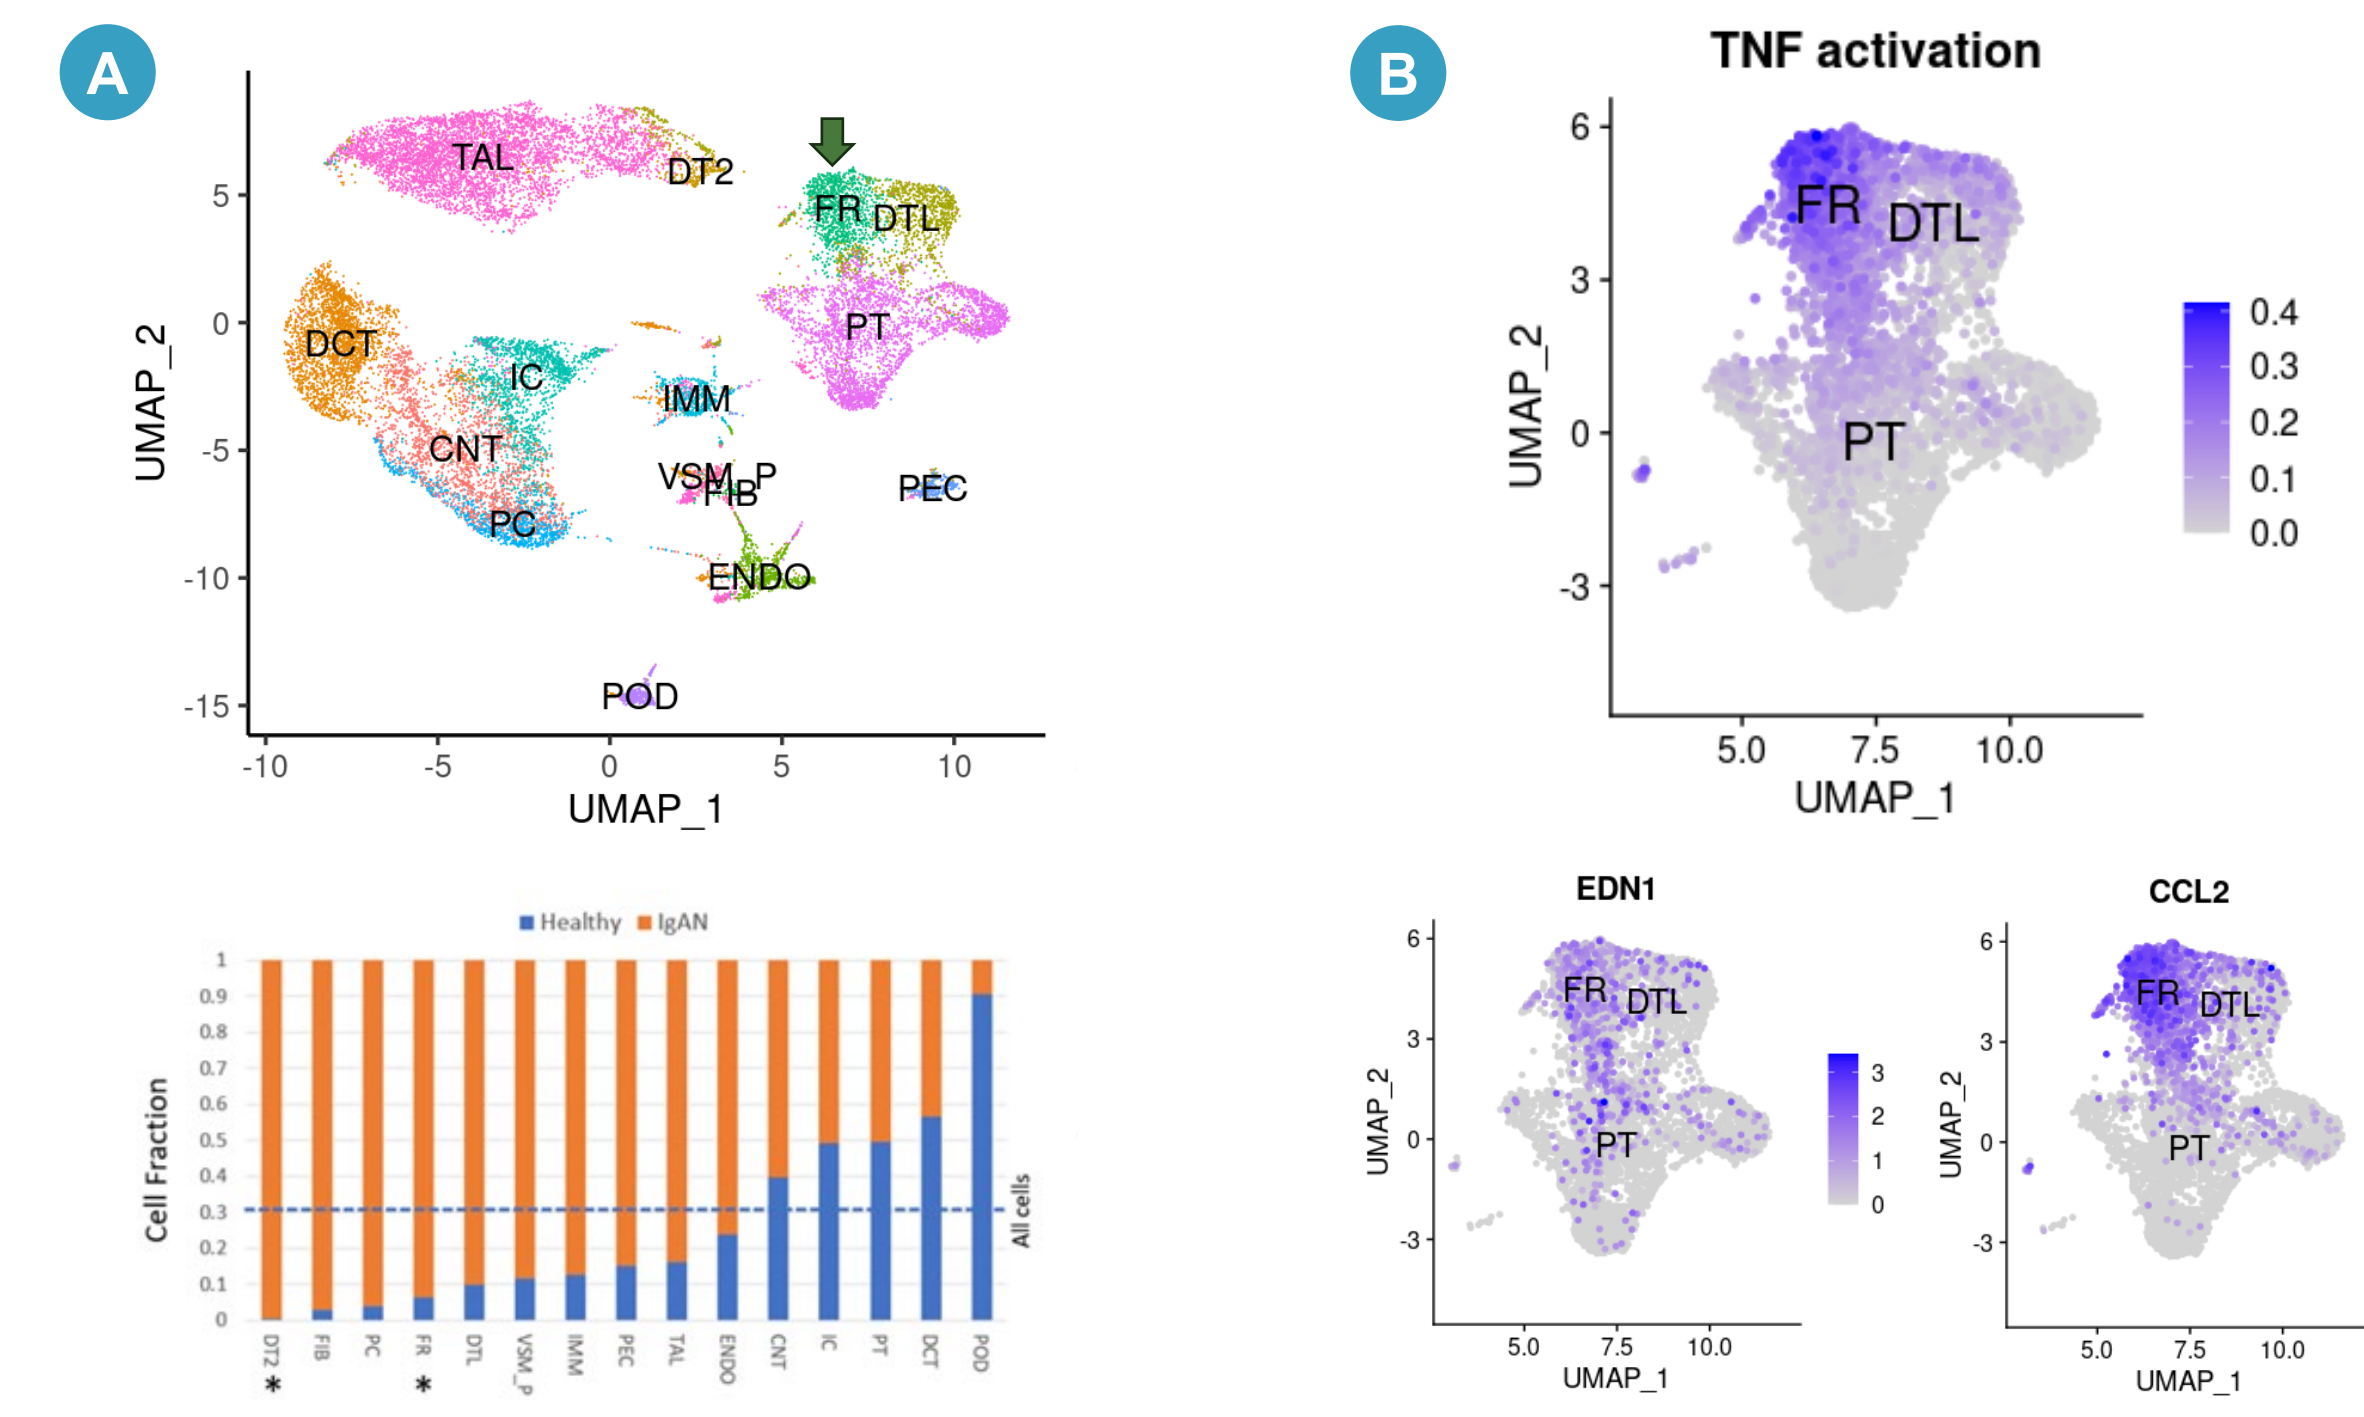 A
TAL
DT2
FR
DTL
PT
DCT
IC
IMM
CNT
VSM_P
FIB
PEC
PC
ENDO
POD
5
0
-5
-10
-15
UMAP_2
-10 -5 0 5 10
UMAP_1
Healthy IgAN
1
0.9
0.8
0.7
0.6
0.5
0.4
0.3
0.2
0.1
0
Cell Fraction
All cells
DT2 FIB PC FR DTL VSM_P IMM PEC TAL ENDO CNT IC PT DCT POD
* *
B
TNF activation
6
3
0
-3
UMAP_2
FR
DTL
PT
5.0 7.5 10.0
UMAP_1
0.4
0.3
0.2
0.1
0.0
EDN1
6
3
0
-3
UMAP_2
FR
DTL
PT
5.0 7.5 10.0
UMAP_1
3
2
1
0
CCL2
6
3
0
-3
UMAP_2
FR
DTL
PT
5.0 7.5 10.0
UMAP_1